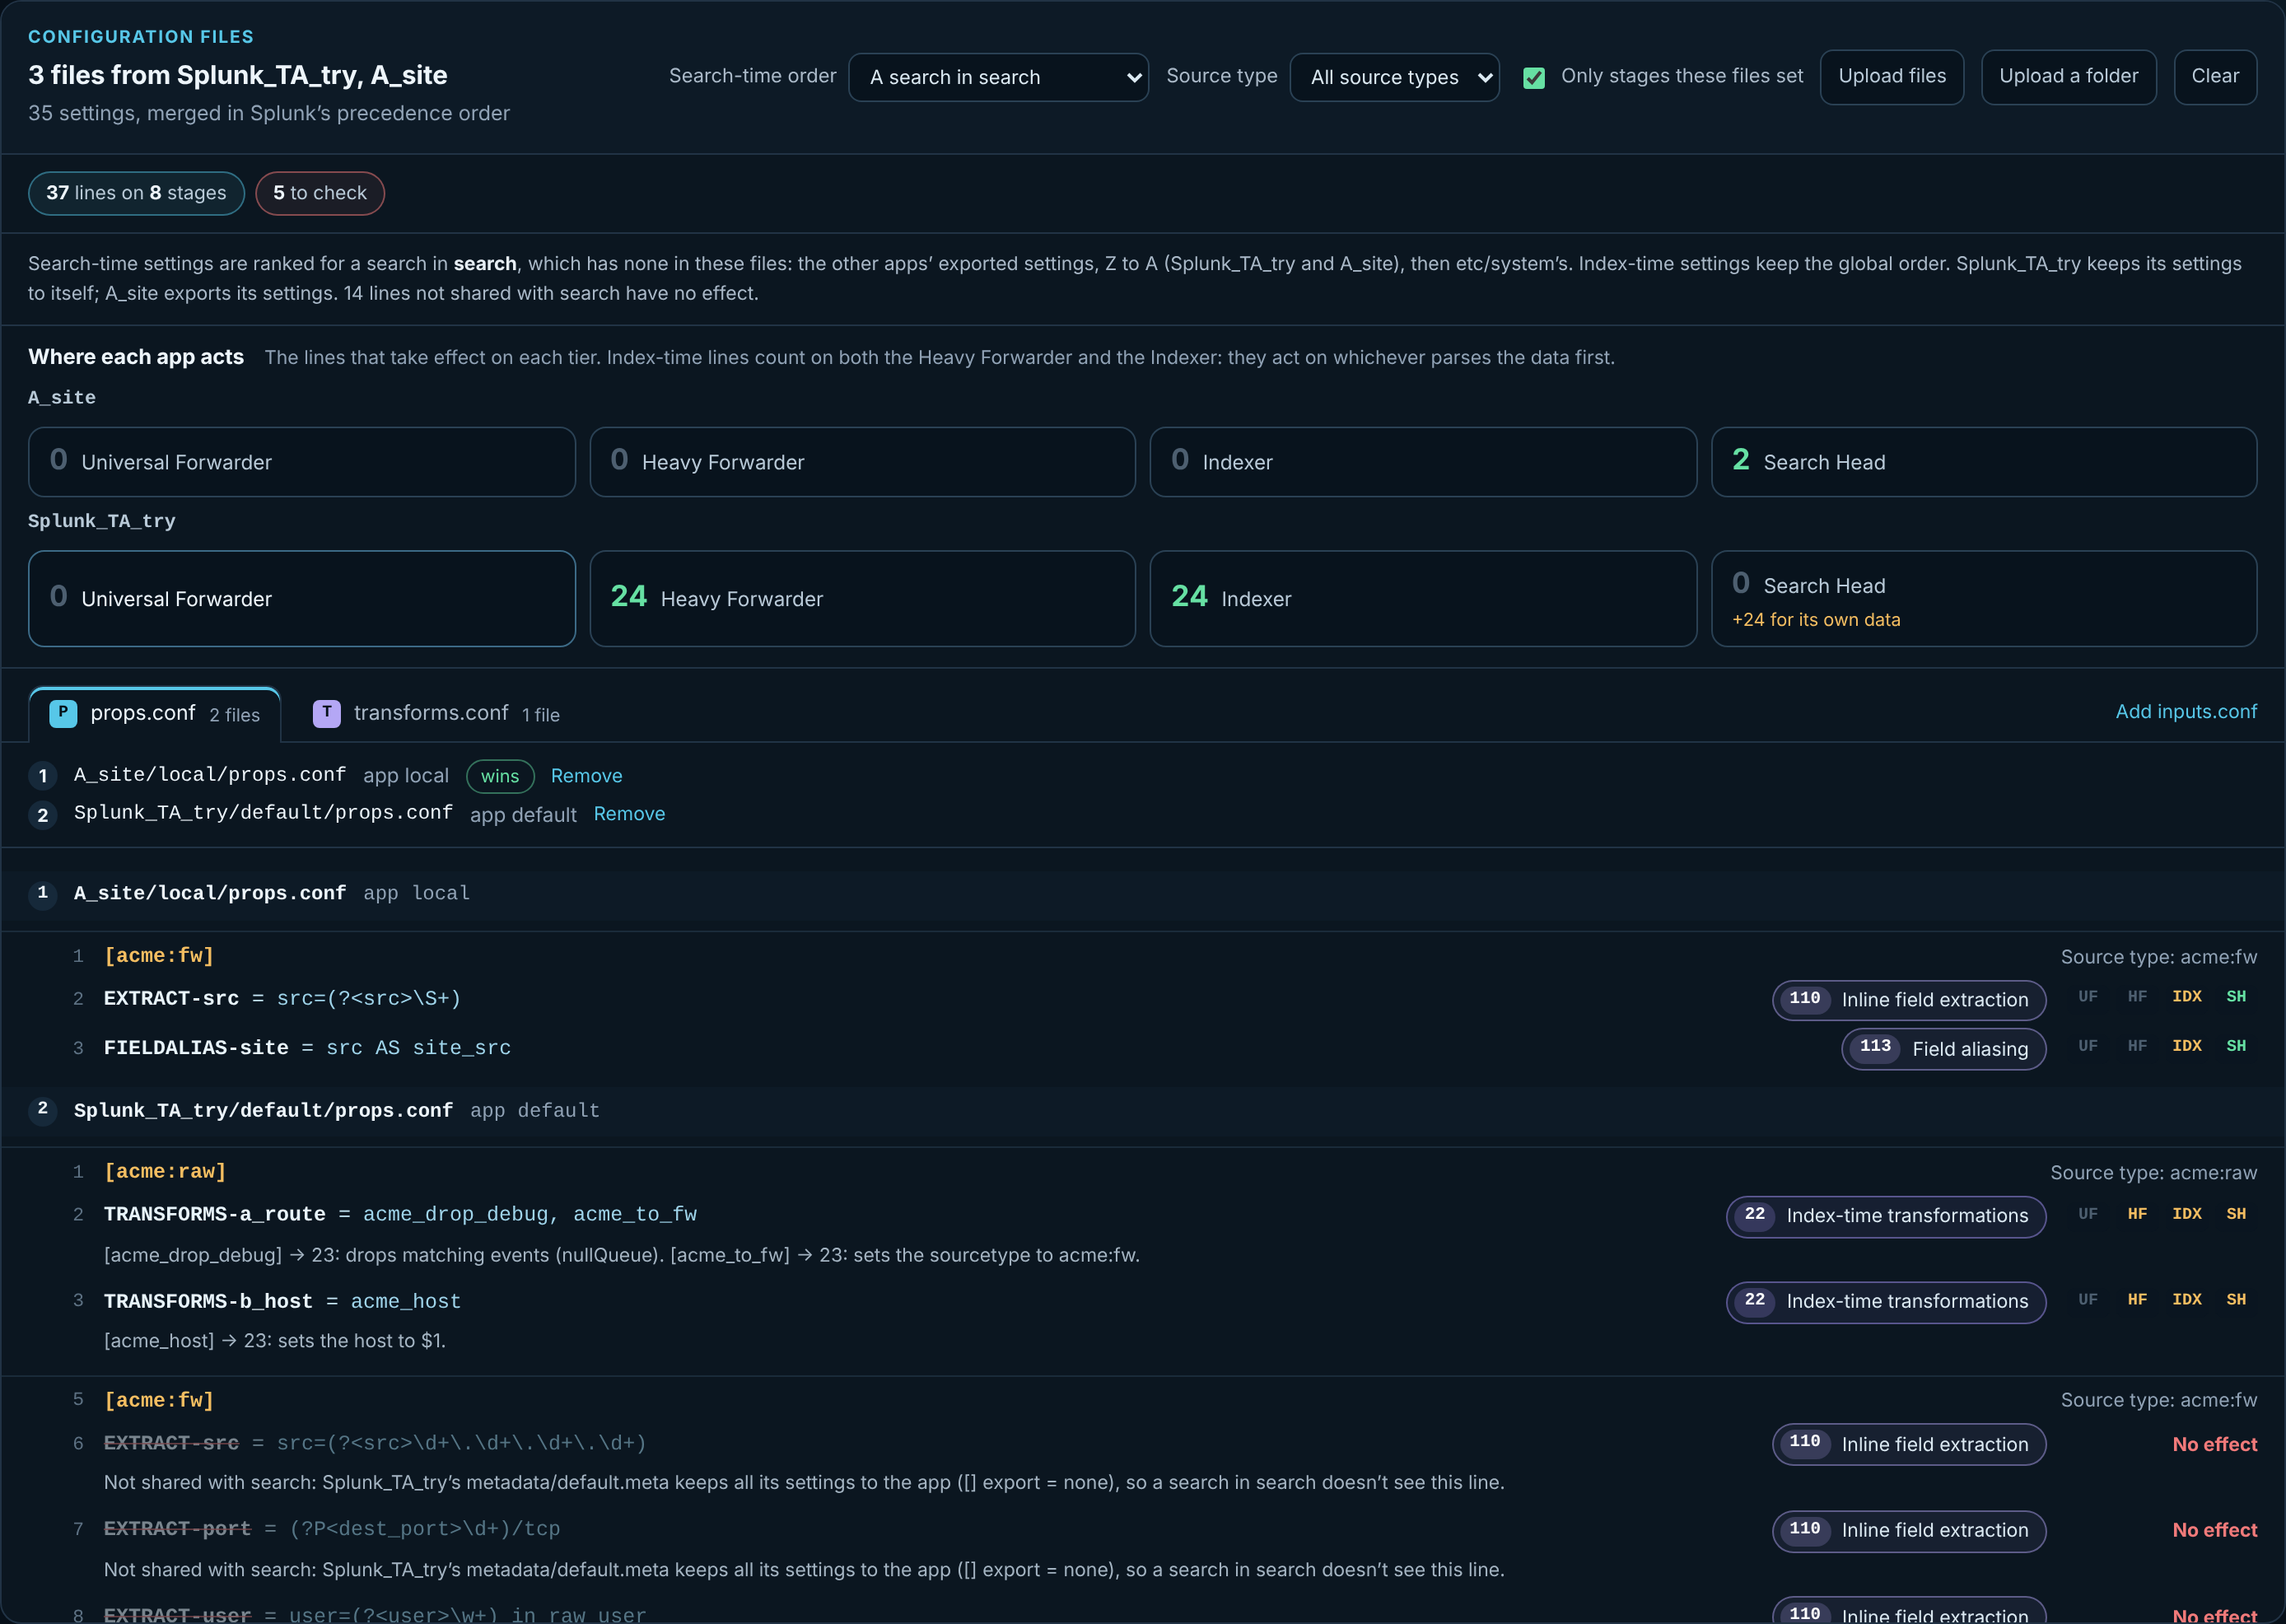 CONFIGURATION FILES
3 files from Splunk_TA_try, A_site
35 settings, merged in Splunk’s precedence order
Search-time order A search in search Source type All source types Only stages these files set Upload files Upload a folder Clear
37 lines on 8 stages 5 to check
Search-time settings are ranked for a search in search, which has none in these files: the other apps’ exported settings, Z to A (Splunk_TA_try and A_site), then etc/system’s. Index-time settings keep the global order. Splunk_TA_try keeps its settings
to itself; A_site exports its settings. 14 lines not shared with search have no effect.
Where each app acts The lines that take effect on each tier. Index-time lines count on both the Heavy Forwarder and the Indexer: they act on whichever parses the data first.
A_site
0 Universal Forwarder 0 Heavy Forwarder 0 Indexer 2 Search Head
Splunk_TA_try
0 Universal Forwarder 24 Heavy Forwarder 24 Indexer 0 Search Head
+24 for its own data
P props.conf 2 files T transforms.conf 1 file Add inputs.conf
1 A_site/local/props.conf app local wins Remove
2 Splunk_TA_try/default/props.conf app default Remove
1 A_site/local/props.conf app local
1 [acme:fw] Source type: acme:fw
2 EXTRACT-src = src=(?<src>\S+) 110 Inline field extraction UF HF IDX SH
3 FIELDALIAS-site = src AS site_src 113 Field aliasing UF HF IDX SH
2 Splunk_TA_try/default/props.conf app default
1 [acme:raw] Source type: acme:raw
2 TRANSFORMS-a_route = acme_drop_debug, acme_to_fw 22 Index-time transformations UF HF IDX SH
[acme_drop_debug] → 23: drops matching events (nullQueue). [acme_to_fw] → 23: sets the sourcetype to acme:fw.
3 TRANSFORMS-b_host = acme_host 22 Index-time transformations UF HF IDX SH
[acme_host] → 23: sets the host to $1.
5 [acme:fw] Source type: acme:fw
6 EXTRACT-src = src=(?<src>\d+\.\d+\.\d+\.\d+) 110 Inline field extraction No effect
Not shared with search: Splunk_TA_try’s metadata/default.meta keeps all its settings to the app ([] export = none), so a search in search doesn’t see this line.
7 EXTRACT-port = (?P<dest_port>\d+)/tcp 110 Inline field extraction No effect
Not shared with search: Splunk_TA_try’s metadata/default.meta keeps all its settings to the app ([] export = none), so a search in search doesn’t see this line.
8 EXTRACT-user = user=(?<user>\w+) in raw_user 110 Inline field extraction No effect